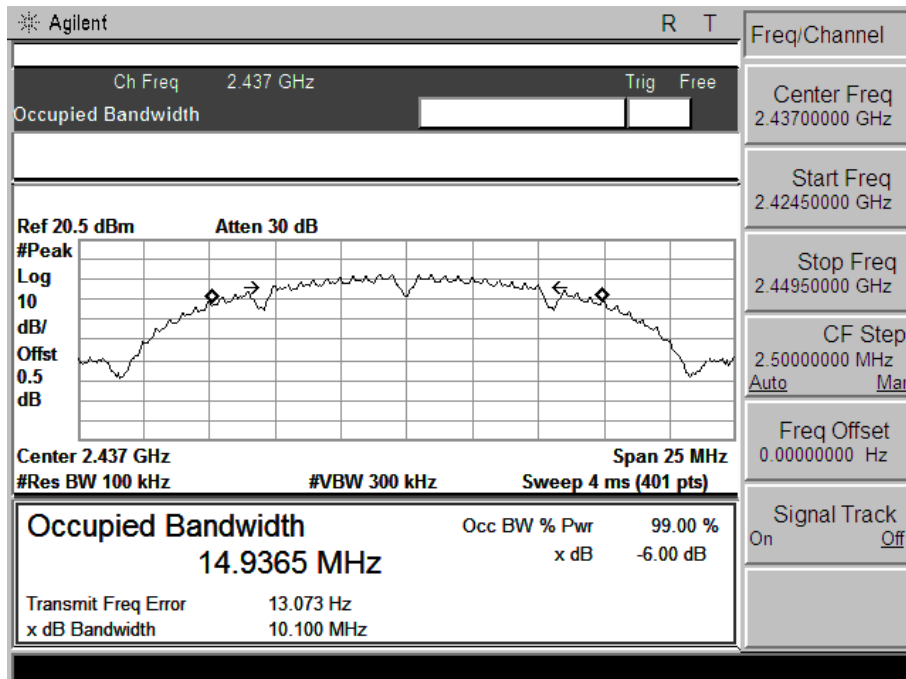 Agilent R T
Ch Freq 2.437 GHz Trig Free
Occupied Bandwidth
Ref 20.5 dBm Atten 30 dB
#Peak
Log
10
dB/
Offset
0.5
dB
Center 2.437 GHz Span 25 MHz
#Res BW 100 kHz #VBW 300 kHz Sweep 4 ms (401 pts)
Occupied Bandwidth Occ BW % Pwr 99.00 %
14.9365 MHz x dB -6.00 dB
Transmit Freq Error 13.073 Hz
x dB Bandwidth 10.100 MHz
Freq/Channel
Center Freq
2.43700000 GHz
Start Freq
2.42450000 GHz
Stop Freq
2.44950000 GHz
CF Step
2.50000000 MHz
Auto Mar
Freq Offset
0.00000000 Hz
Signal Track
On Off